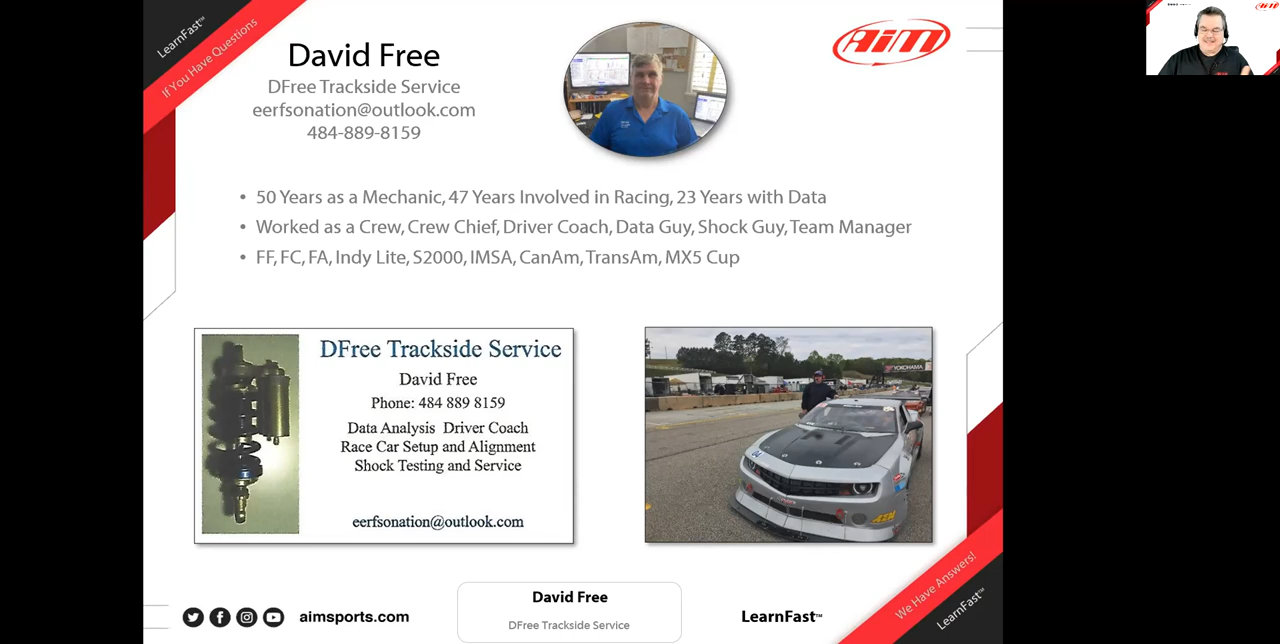 LearnFast™
If You Have Questions
David Free
DFree Trackside Service
eerfsonation@outlook.com
484-889-8159
AiM
• 50 Years as a Mechanic, 47 Years Involved in Racing, 23 Years with Data
• Worked as a Crew, Crew Chief, Driver Coach, Data Guy, Shock Guy, Team Manager
• FF, FC, FA, Indy Lite, S2000, IMSA, CanAm, TransAm, MX5 Cup
DFree Trackside Service
David Free
Phone: 484 889 8159
Data Analysis Driver Coach
Race Car Setup and Alignment
Shock Testing and Service
eerfsonation@outlook.com
YOKOHAMA
aimsports.com
David Free
DFree Trackside Service
LearnFast™
We Have Answers!
LearnFast™